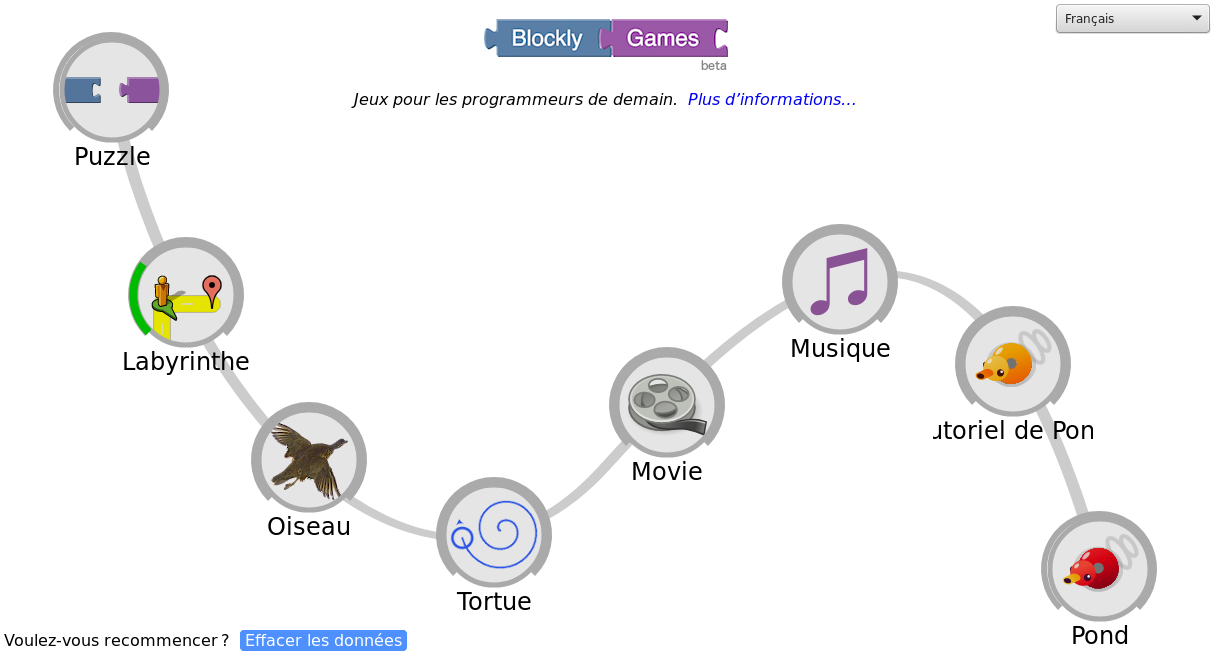 Français
Blockly Games
beta
Jeux pour les programmeurs de demain. Plus d’informations…
Puzzle
Labyrinthe
Oiseau
Tortue
Movie
Musique
utoriel de Pon
Pond
Voulez-vous recommencer ? Effacer les données